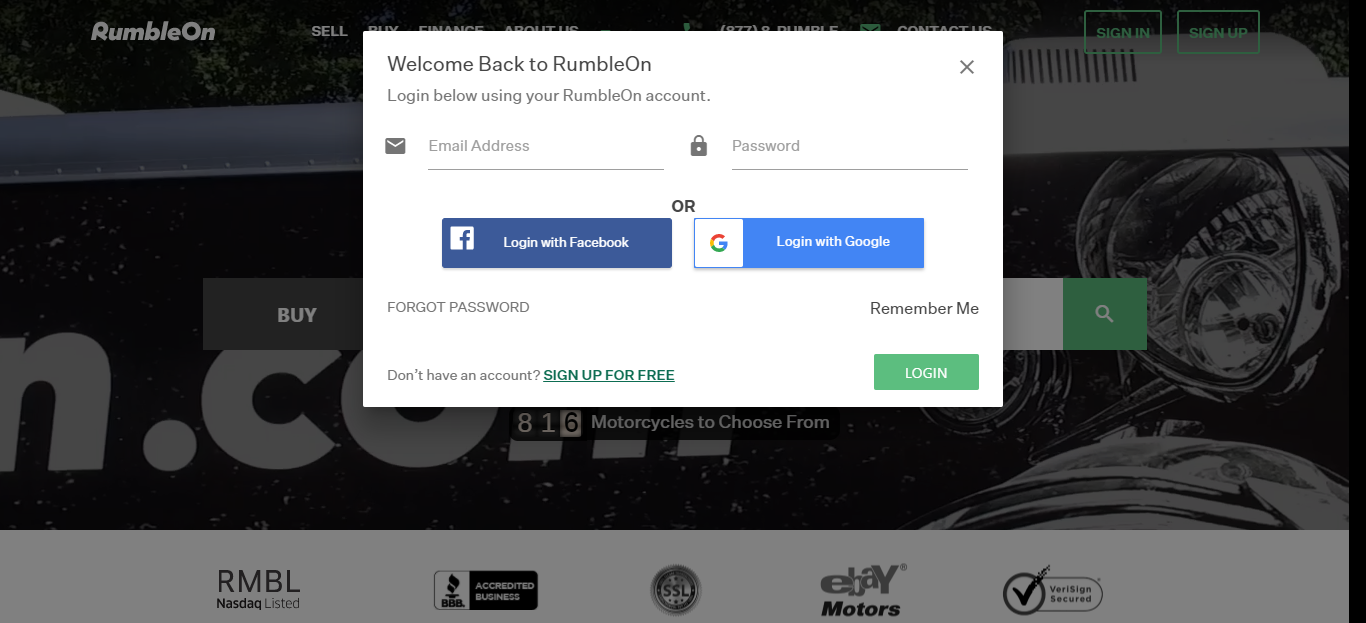 RumbleOn
SELL BUY FINANCE ABOUT US (877) 8-RUMBLE CONTACT US SIGN IN SIGN UP
Welcome Back to RumbleOn
Login below using your RumbleOn account.
Email Address Password
OR
Login with Facebook Login with Google
BUY
FORGOT PASSWORD Remember Me
Don't have an account? SIGN UP FOR FREE LOGIN
n.com
816 Motorcycles to Choose From
RMBL
Nasdaq Listed
BBB. ACCREDITED
BUSINESS
SSL
ebay®
Motors
VeriSign
Secured